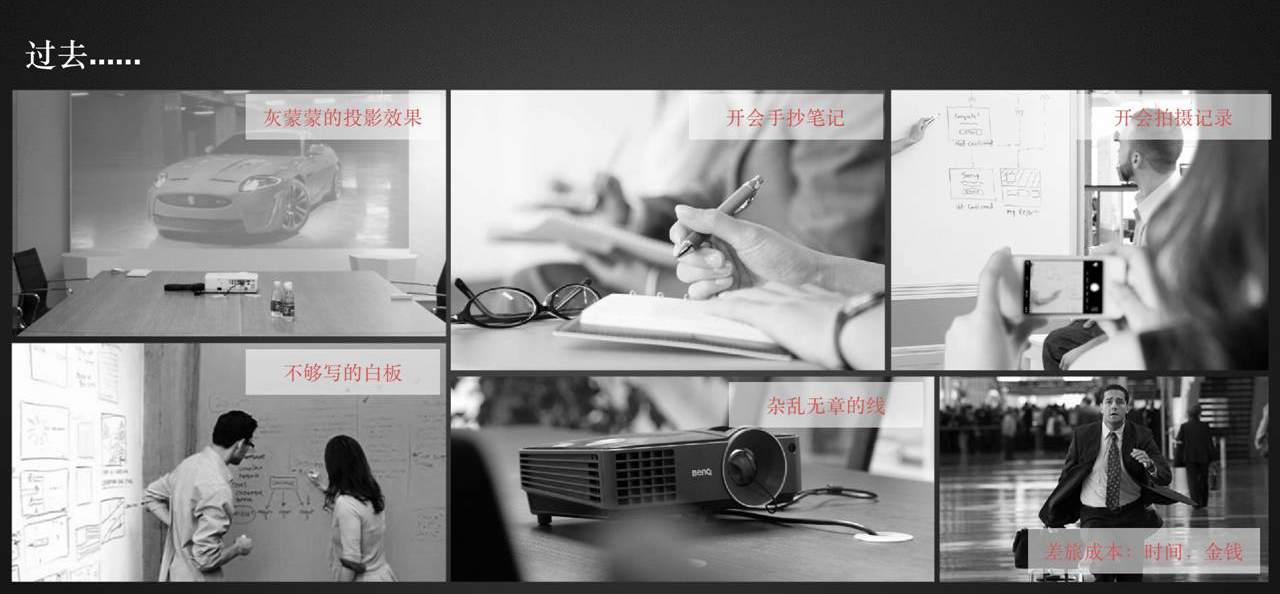 过去……
灰蒙蒙的投影效果
开会手抄笔记
开会拍摄记录
不够写的白板
杂乱无章的线
BenQ
差旅成本：时间、金钱